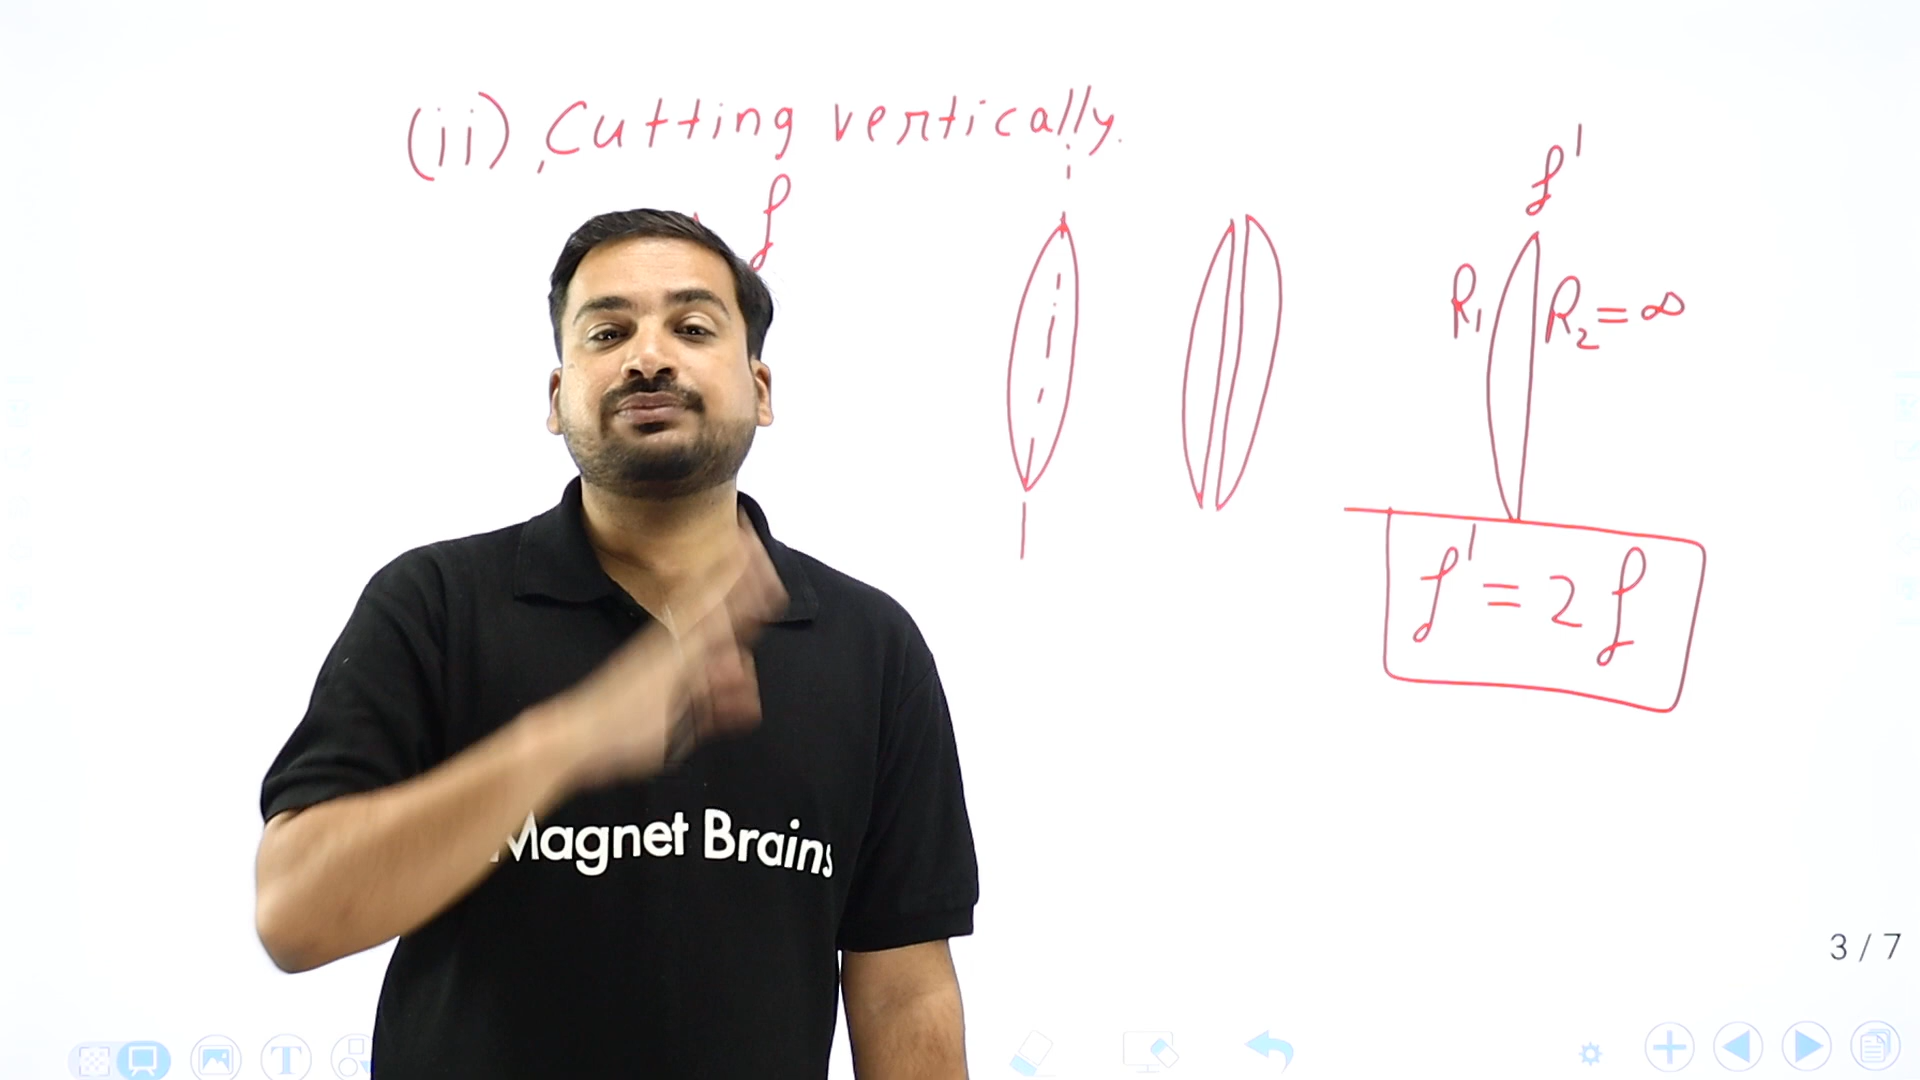 (ii) Cutting vertically.
f
f'
R1
R2 = ∞
f' = 2f
Magnet Brains
3 / 7
T